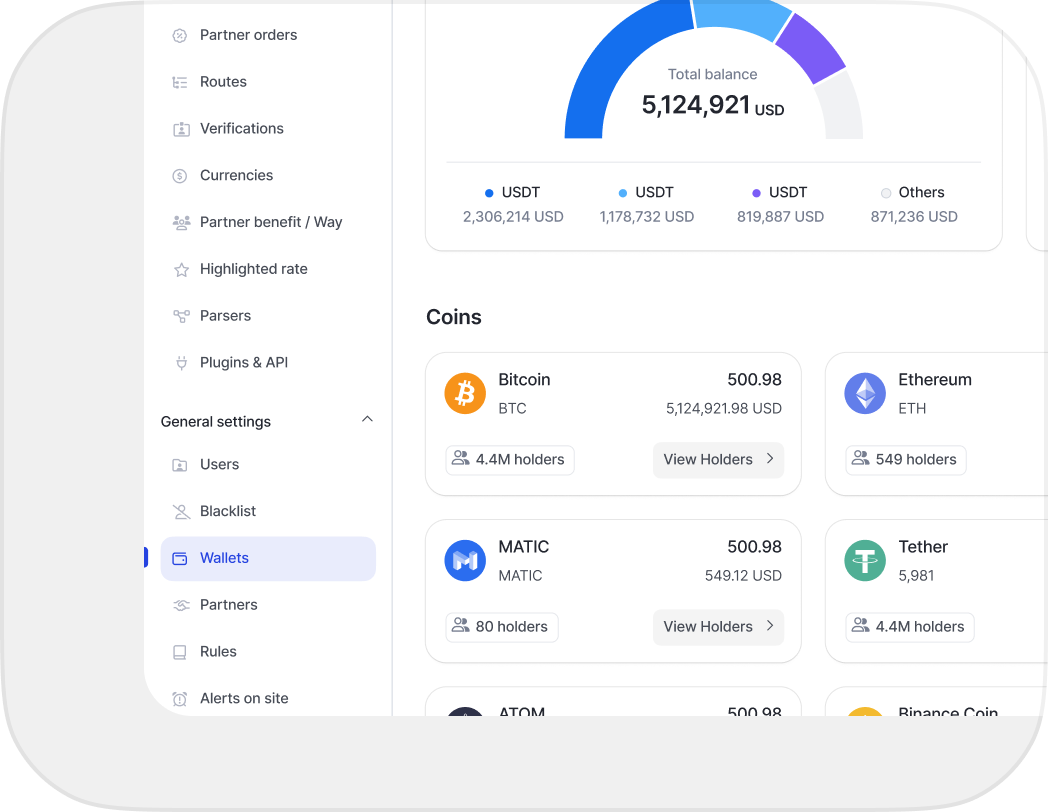 Partner orders
Routes
Verifications
Currencies
Partner benefit / Way
Highlighted rate
Parsers
Plugins & API
General settings
Users
Blacklist
Wallets
Partners
Rules
Alerts on site
Total balance
5,124,921 USD
USDT
2,306,214 USD
USDT
1,178,732 USD
USDT
819,887 USD
Others
871,236 USD
Coins
Bitcoin 500.98
BTC 5,124,921.98 USD
4.4M holders View Holders
Ethereum
ETH
549 holders
MATIC 500.98
MATIC 549.12 USD
80 holders View Holders
Tether
5,981
4.4M holders
ATOM 500.98
Binance Coin